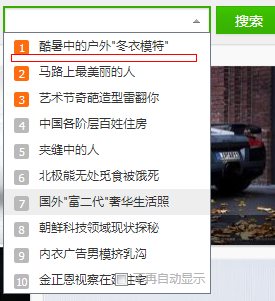 搜索
1 酷暑中的户外"冬衣模特"
2 马路上最美丽的人
3 艺术节奇葩造型雷翻你
4 中国各阶层百姓住房
5 夹缝中的人
6 北极能无处觅食被饿死
7 国外"富二代"奢华生活照
8 朝鲜科技领域现状探秘
9 内衣广告男模挤乳沟
10 金正恩视察在建住宅
再自动显示